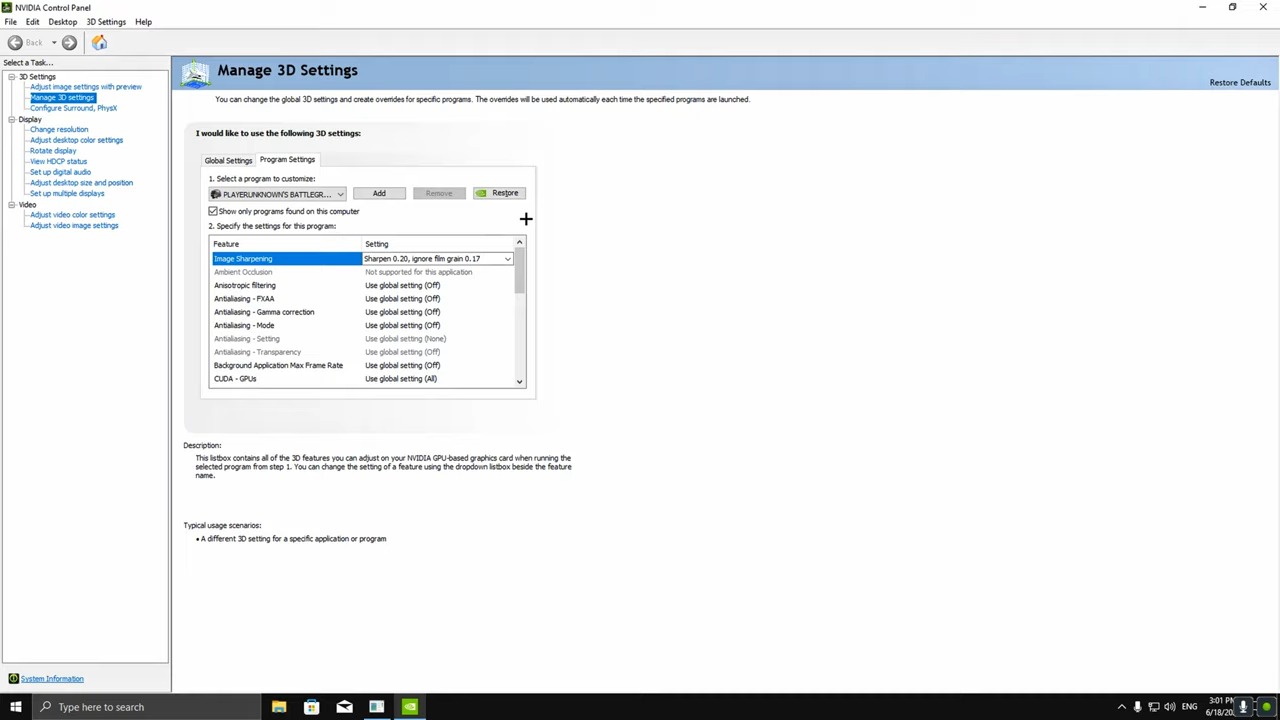 NVIDIA Control Panel
File Edit Desktop 3D Settings Help
Back
Select a Task...
3D Settings
Adjust image settings with preview
Manage 3D settings
Configure Surround, PhysX
Display
Change resolution
Adjust desktop color settings
Rotate display
View HDCP status
Set up digital audio
Adjust desktop size and position
Set up multiple displays
Video
Adjust video color settings
Adjust video image settings
System Information
Manage 3D Settings
Restore Defaults
You can change the global 3D settings and create overrides for specific programs. The overrides will be used automatically each time the specified programs are launched.
I would like to use the following 3D settings:
Global Settings Program Settings
1. Select a program to customize:
PLAYERUNKNOWN'S BATTLEGR... Add Remove Restore
Show only programs found on this computer
2. Specify the settings for this program:
Feature Setting
Image Sharpening Sharpen 0.20, ignore film grain 0.17
Ambient Occlusion Not supported for this application
Anisotropic filtering Use global setting (Off)
Antialiasing - FXAA Use global setting (Off)
Antialiasing - Gamma correction Use global setting (Off)
Antialiasing - Mode Use global setting (Off)
Antialiasing - Setting Use global setting (None)
Antialiasing - Transparency Use global setting (Off)
Background Application Max Frame Rate Use global setting (Off)
CUDA - GPUs Use global setting (All)
Description:
This listbox contains all of the 3D features you can adjust on your NVIDIA GPU-based graphics card when running the
selected program from step 1. You can change the setting of a feature using the dropdown listbox beside the feature
name.
Typical usage scenarios:
• A different 3D setting for a specific application or program
Type here to search
ENG
3:01 PM
6/18/20